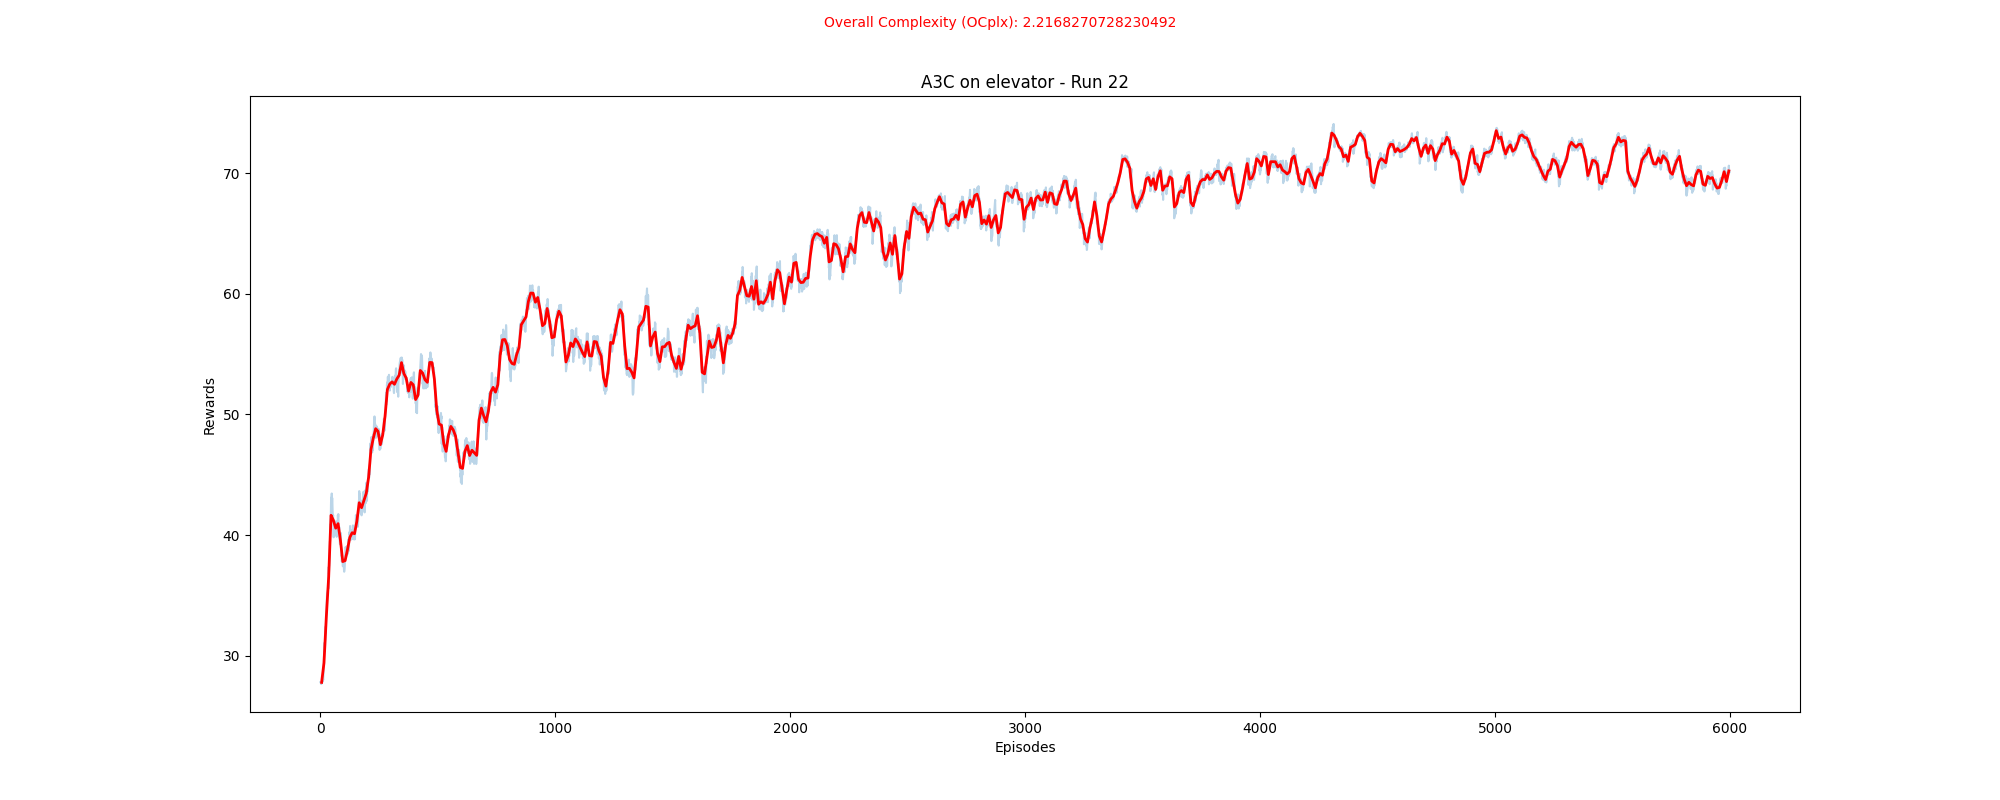 Overall Complexity (OCplx): 2.2168270728230492
A3C on elevator - Run 22
Rewards
70
60
50
40
30
0 1000 2000 3000 4000 5000 6000
Episodes